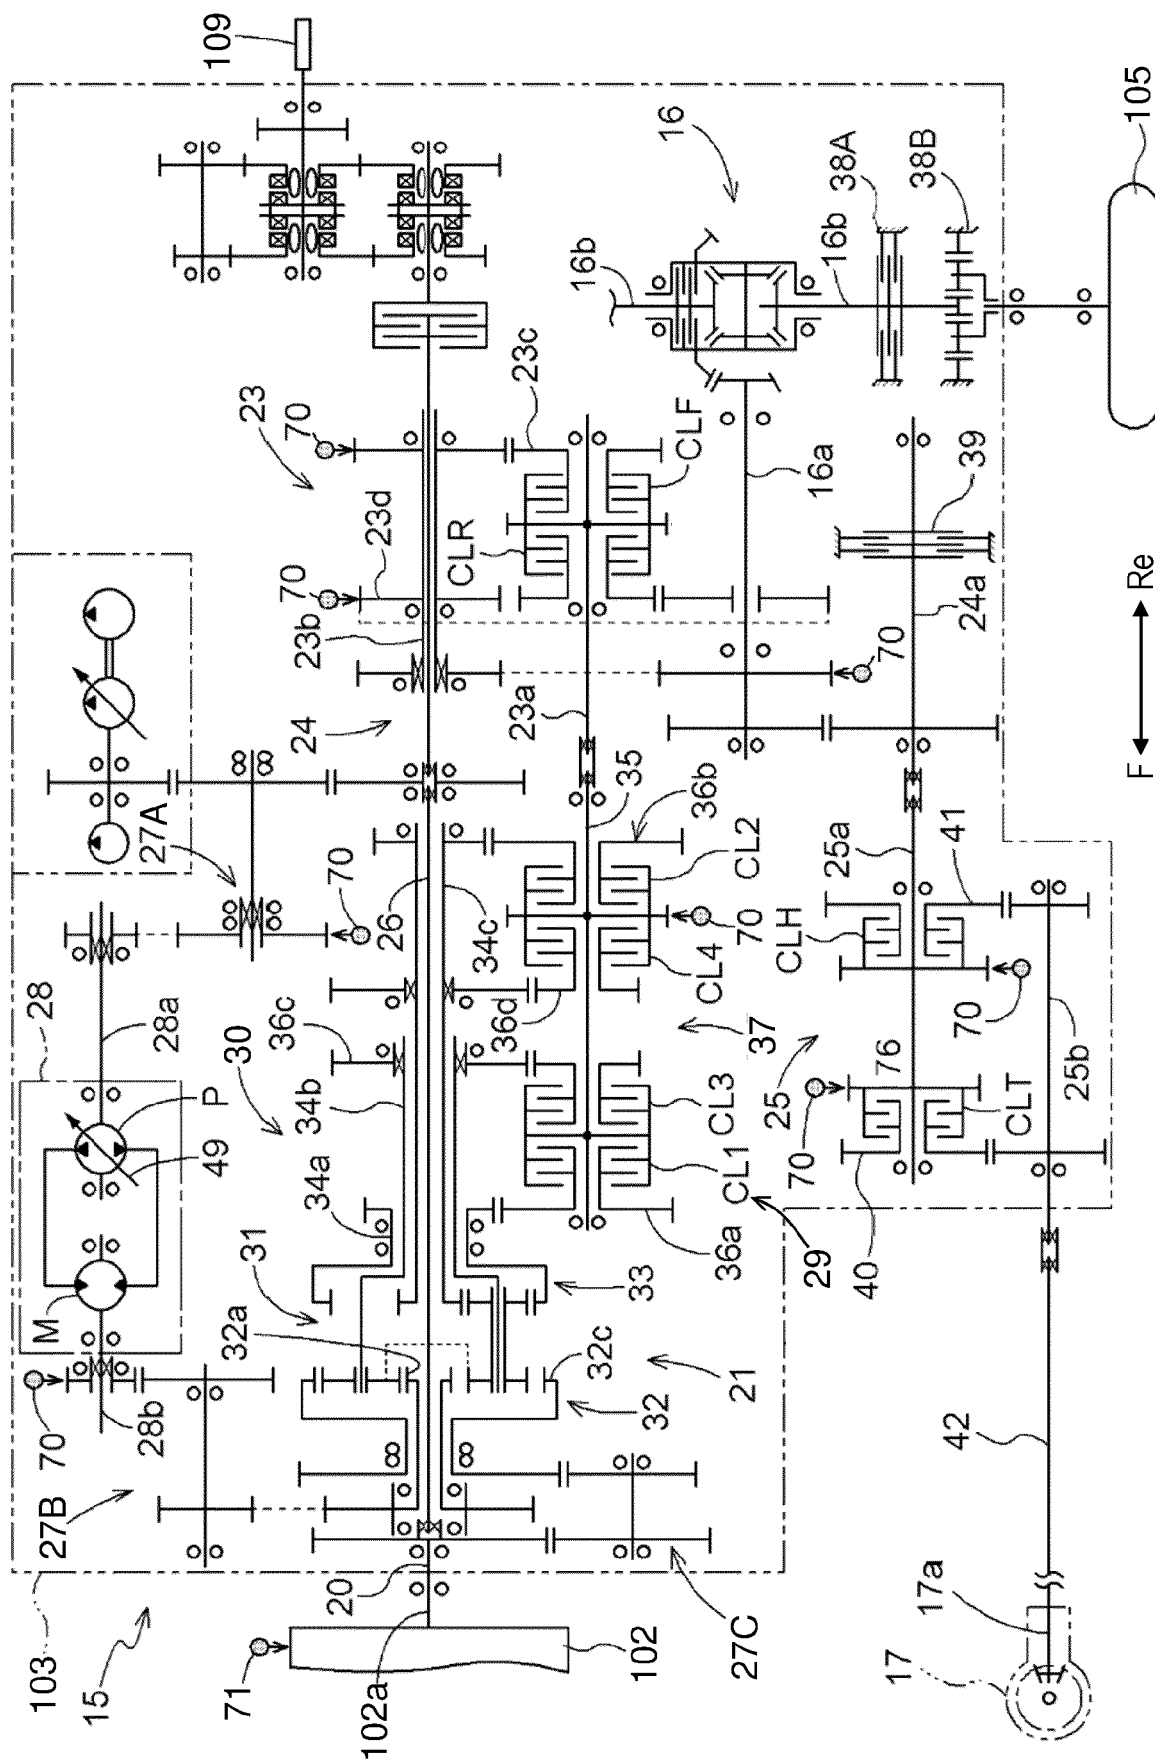 103
27B
70
M
28
15
28b
49
P
28a
27A
71
31
30
36c
23
109
32a
34a
34b
70
24
23b
70
23d
70
20
26
102a
34c
CLR
23c
36d
16b
102
32
32c
33
35
23a
CLF
16
27C
21
36a
CL1
CL3
37
CL4
70
CL2
36b
29
25
70
CLH
25a
16a
16b
38A
40
76
70
70
41
24a
39
38B
42
CLT
25b
17
17a
F
Re
105